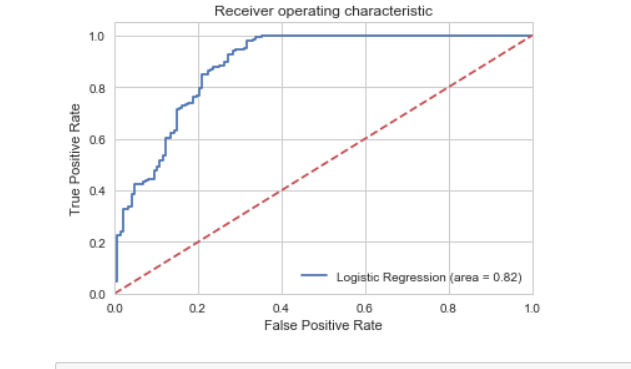 Receiver operating characteristic
1.0
0.8
0.6
0.4
0.2
0.0
True Positive Rate
Logistic Regression (area = 0.82)
0.0 0.2 0.4 0.6 0.8 1.0
False Positive Rate